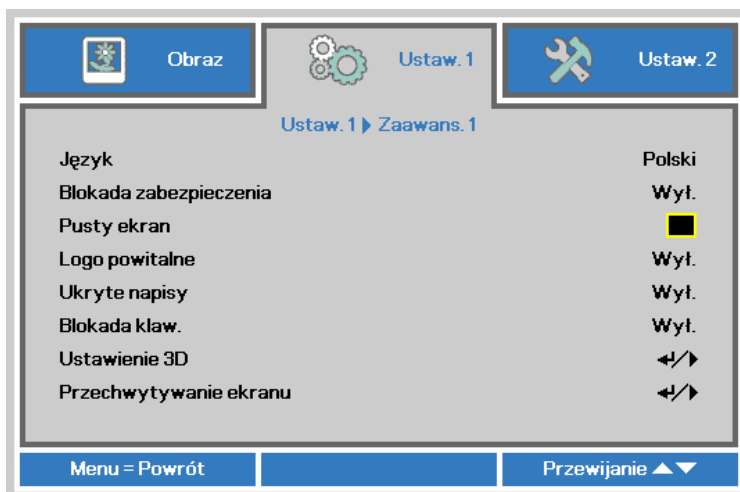 Obraz
Ustaw. 1
Ustaw. 2
Ustaw. 1 Zaawans. 1
Język Polski
Blokada zabezpieczenia Wył.
Pusty ekran
Logo powitalne Wył.
Ukryte napisy Wył.
Blokada klaw. Wył.
Ustawienie 3D /
Przechwytywanie ekranu /
Menu = Powrót
Przewijanie